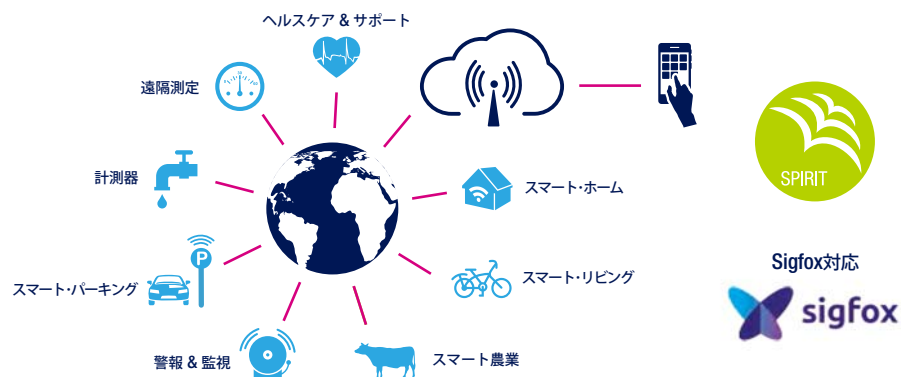 ヘルスケア & サポート
遠隔測定
計測器
スマート・パーキング
P
警報 & 監視
スマート農業
スマート・リビング
スマート・ホーム
SPIRIT
Sigfox対応
sigfox